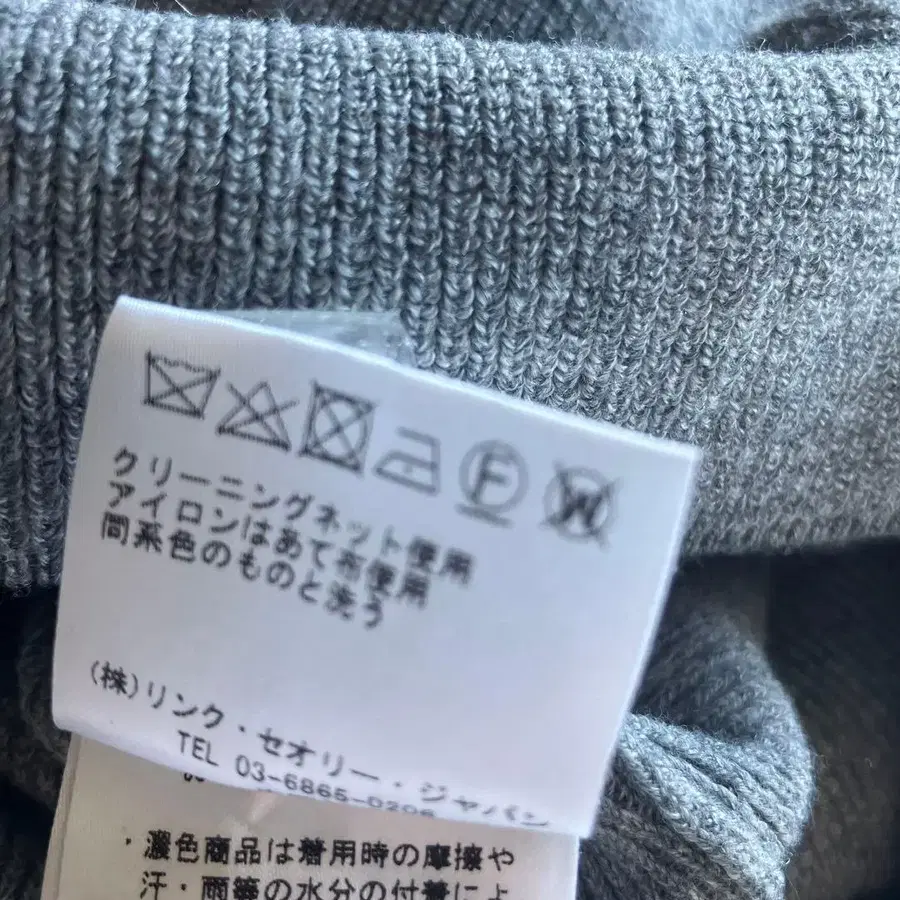 F W
クリーニングネット使用
アイロンはあて布使用
同系色のものと洗う
(株)リンク・セオリー・ジャパン
TEL 03-6865-0206
・濃色商品は着用時の摩擦や
汗・雨等の水分の付着によ